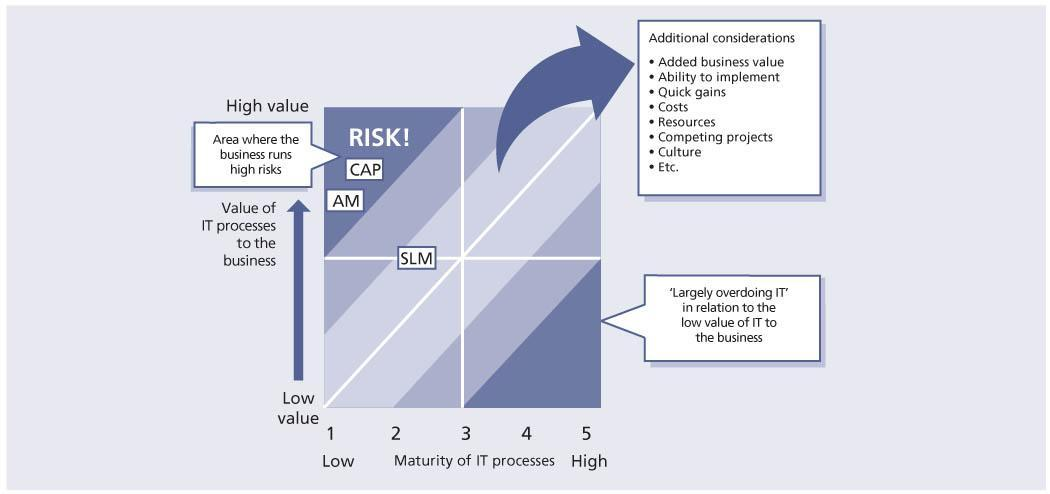 High value
Area where the
business runs
high risks
Value of
IT processes
to the
business
Low
value
RISK!
CAP
AM
SLM
1
2
3
4
5
Low
Maturity of IT processes
High
Additional considerations
• Added business value
• Ability to implement
• Quick gains
• Costs
• Resources
• Competing projects
• Culture
• Etc.
‘Largely overdoing IT’
in relation to the
low value of IT to
the business